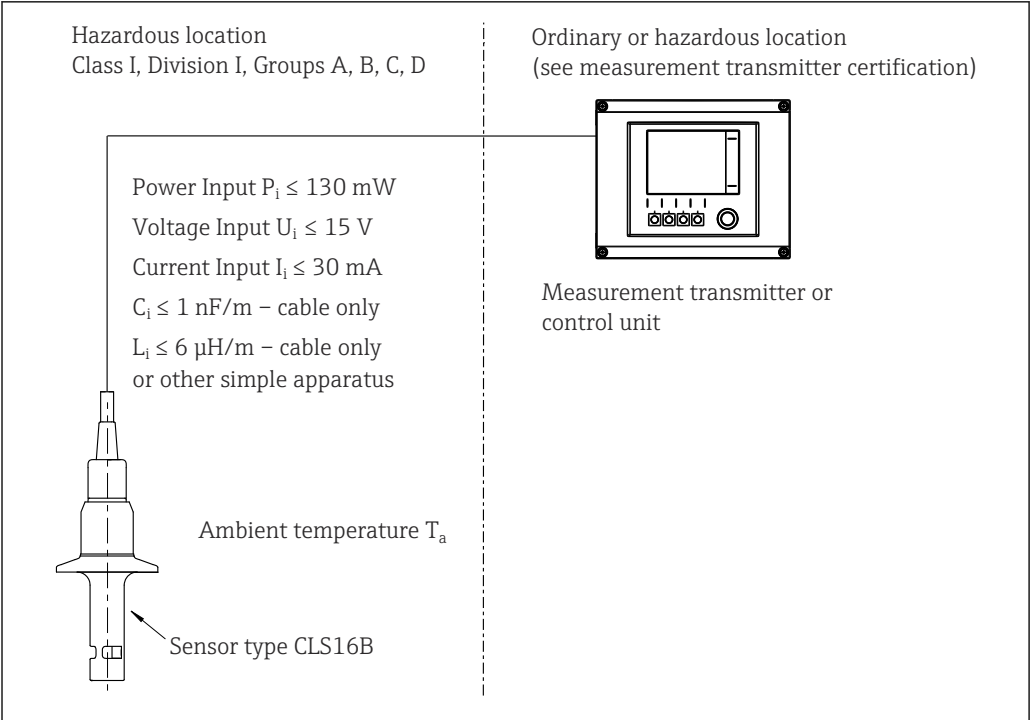 Hazardous location
Class I, Division I, Groups A, B, C, D
Ordinary or hazardous location
(see measurement transmitter certification)
Power Input Pi ≤ 130 mW
Voltage Input Ui ≤ 15 V
Current Input Ii ≤ 30 mA
Ci ≤ 1 nF/m – cable only
Li ≤ 6 µH/m – cable only
or other simple apparatus
Measurement transmitter or
control unit
Ambient temperature Ta
Sensor type CLS16B